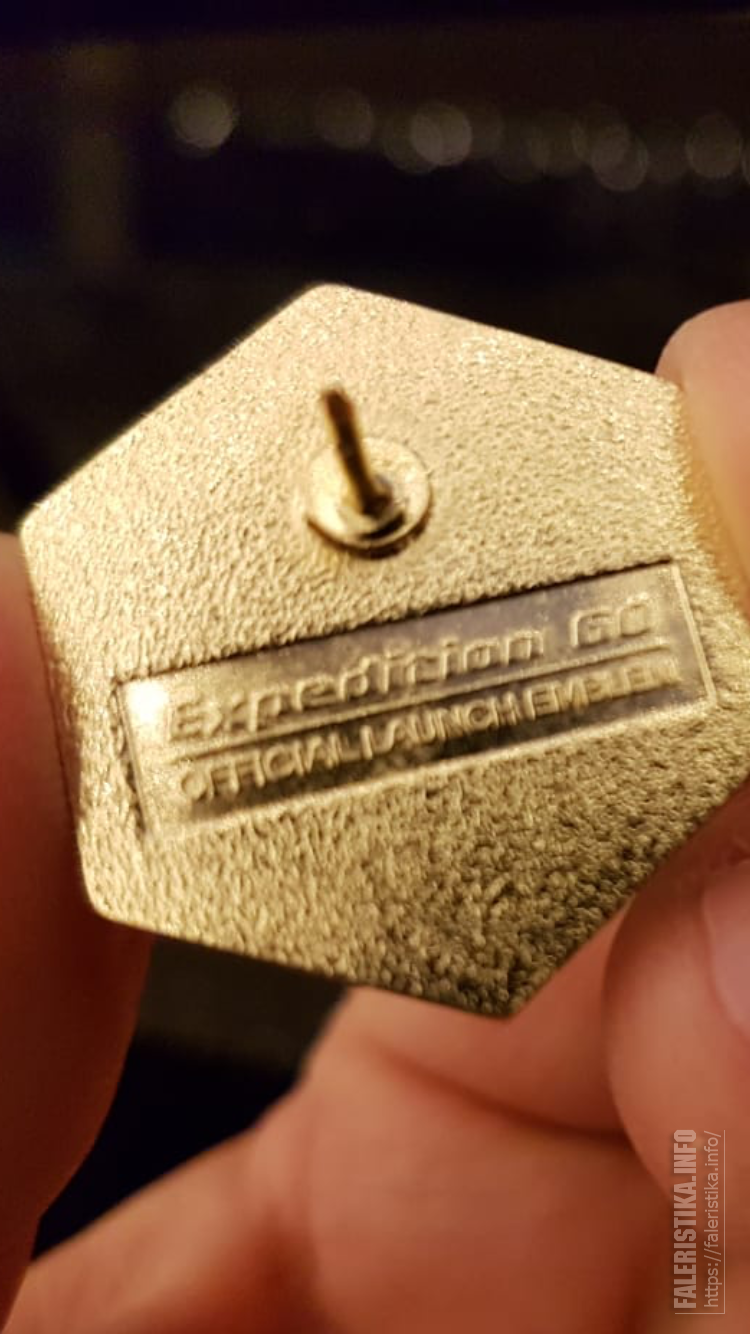 Expedition 60
OFFICIAL LAUNCH EMBLEM
FALERISTIKA.INFO
https://faleristika.info/